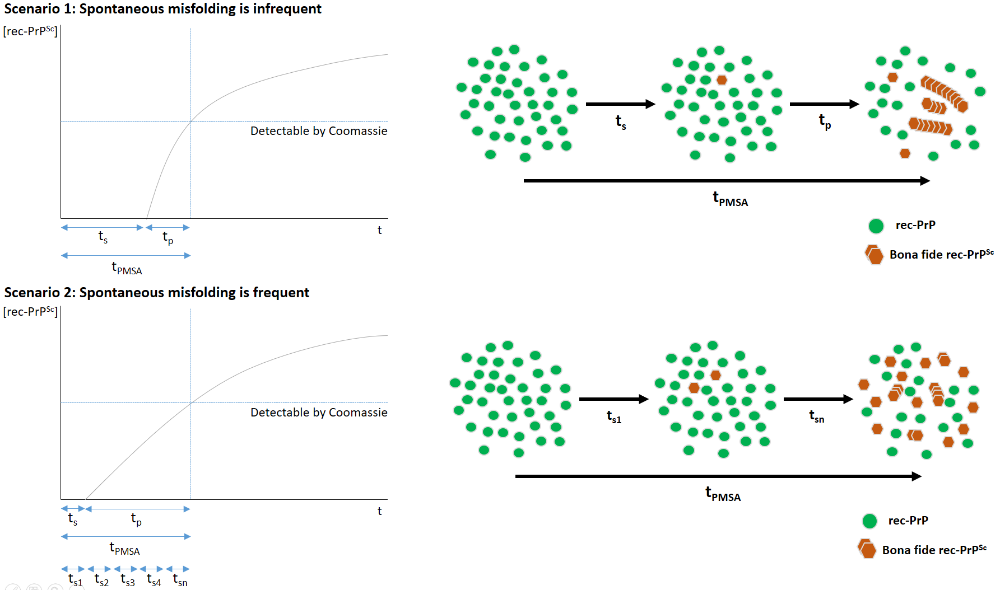 Scenario 1: Spontaneous misfolding is infrequent
[rec-PrPSc]
Detectable by Coomassie
ts
tp
t
tPMSA
ts
tp
tPMSA
rec-PrP
Bona fide rec-PrPSc
Scenario 2: Spontaneous misfolding is frequent
[rec-PrPSc]
Detectable by Coomassie
ts
tp
t
tPMSA
ts1
ts2
ts3
ts4
tsn
ts1
tsn
tPMSA
rec-PrP
Bona fide rec-PrPSc